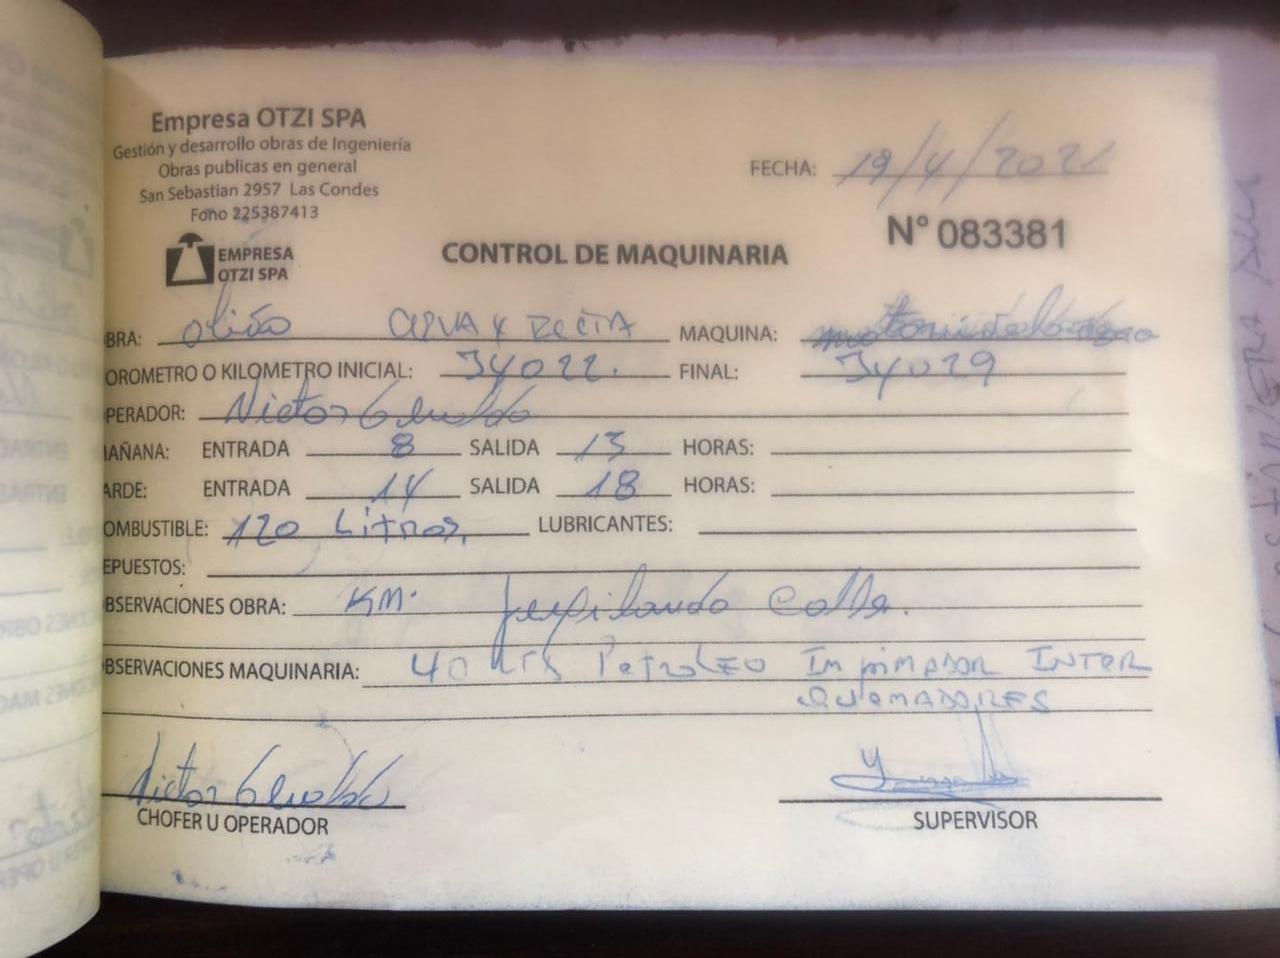 Empresa OTZI SPA
Gestión y desarrollo obras de Ingeniería
Obras publicas en general
San Sebastian 2957 Las Condes
Fono 225387413
FECHA: 19/4/2021
N° 083381
EMPRESA
OTZI SPA
CONTROL DE MAQUINARIA
BRA: CURVA Y RECTA MAQUINA:
OROMETRO O KILOMETRO INICIAL: 34022. FINAL: 34029
PERADOR: Victor
AÑANA: ENTRADA 8 SALIDA 13 HORAS:
ARDE: ENTRADA 14 SALIDA 18 HORAS:
OMBUSTIBLE: 120 Litros, LUBRICANTES:
EPUESTOS:
BSERVACIONES OBRA: KM. perfilando Calle.
BSERVACIONES MAQUINARIA: 40 LTS PETROLEO IMPRIMADOR INTER
QUEMADORES
Victor
CHOFER U OPERADOR
SUPERVISOR